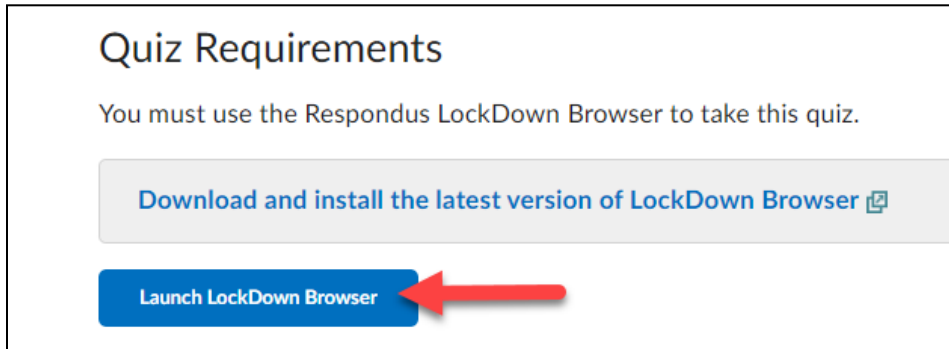 Quiz Requirements
You must use the Respondus LockDown Browser to take this quiz.
Download and install the latest version of LockDown Browser
Launch LockDown Browser